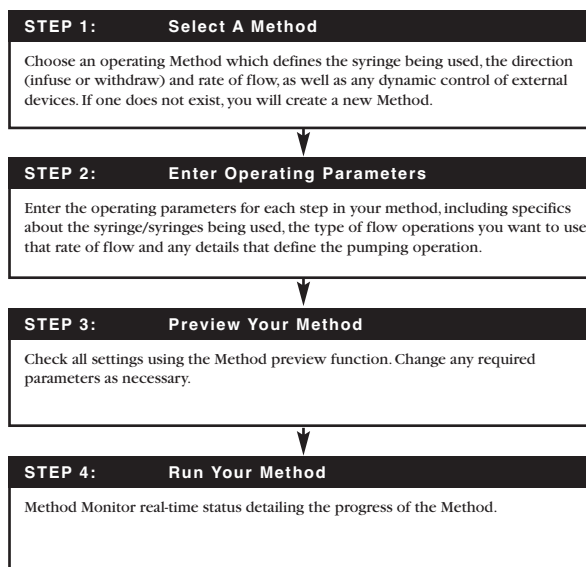 STEP 1: Select A Method
Choose an operating Method which defines the syringe being used, the direction
(infuse or withdraw) and rate of flow, as well as any dynamic control of external
devices. If one does not exist, you will create a new Method.
STEP 2: Enter Operating Parameters
Enter the operating parameters for each step in your method, including specifics
about the syringe/syringes being used, the type of flow operations you want to use
that rate of flow and any details that define the pumping operation.
STEP 3: Preview Your Method
Check all settings using the Method preview function. Change any required
parameters as necessary.
STEP 4: Run Your Method
Method Monitor real-time status detailing the progress of the Method.